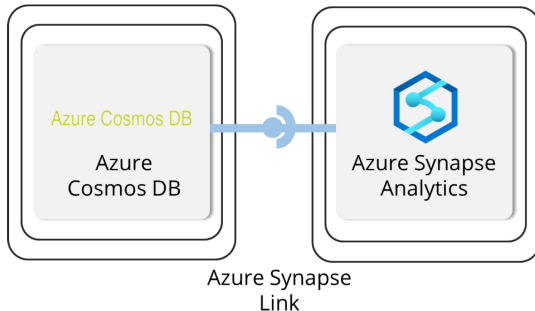 Azure Cosmos DB
Azure
Cosmos DB
Azure Synapse
Analytics
Azure Synapse
Link